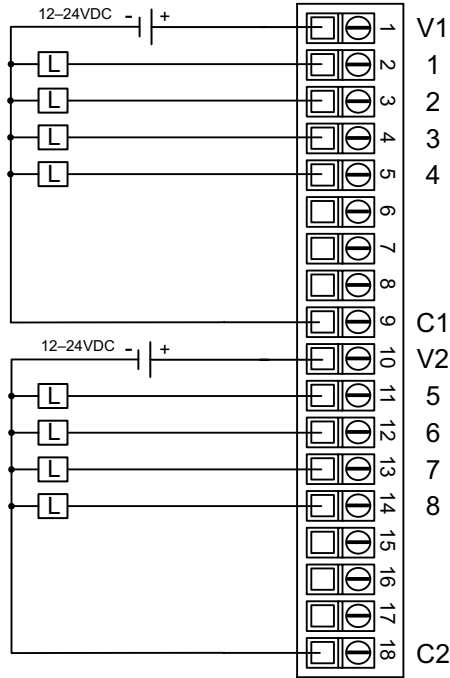 12–24VDC - + 1 V1
L 2 1
L 3 2
L 4 3
L 5 4
6
7
8
9 C1
12–24VDC - + 10 V2
L 11 5
L 12 6
L 13 7
L 14 8
15
16
17
18 C2